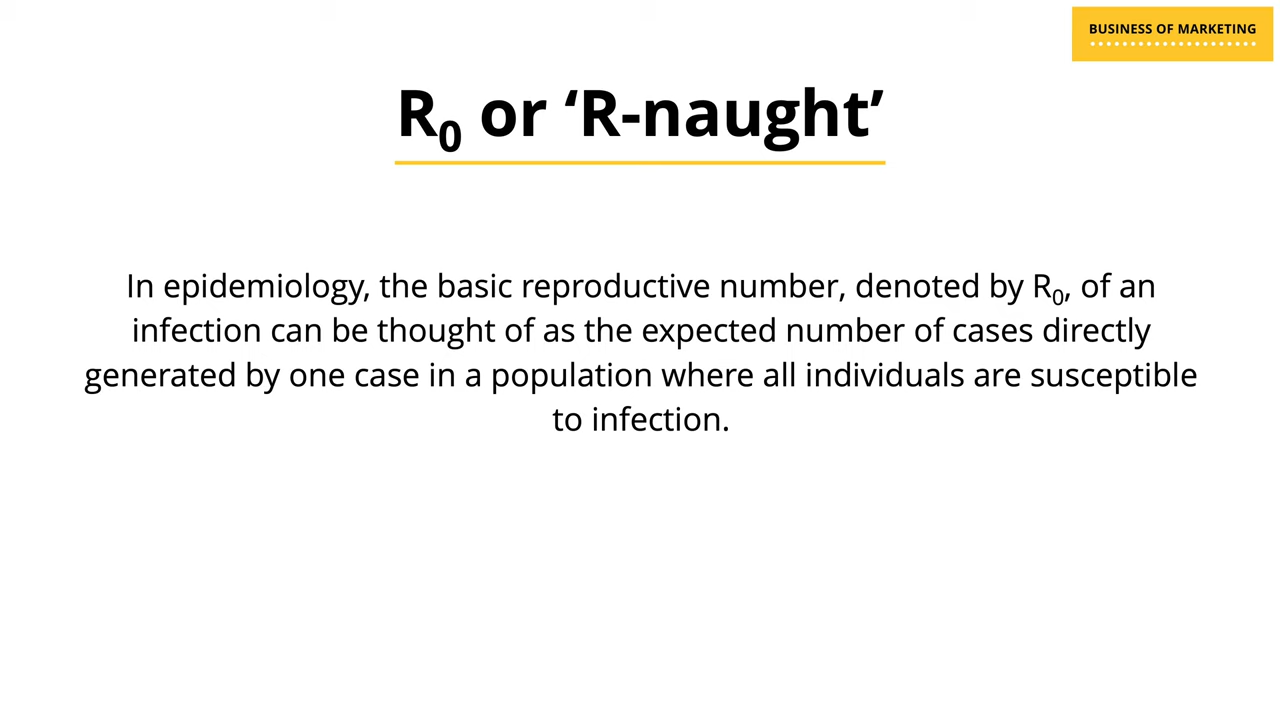 BUSINESS OF MARKETING
R₀ or ‘R-naught’
In epidemiology, the basic reproductive number, denoted by R₀, of an
infection can be thought of as the expected number of cases directly
generated by one case in a population where all individuals are susceptible
to infection.